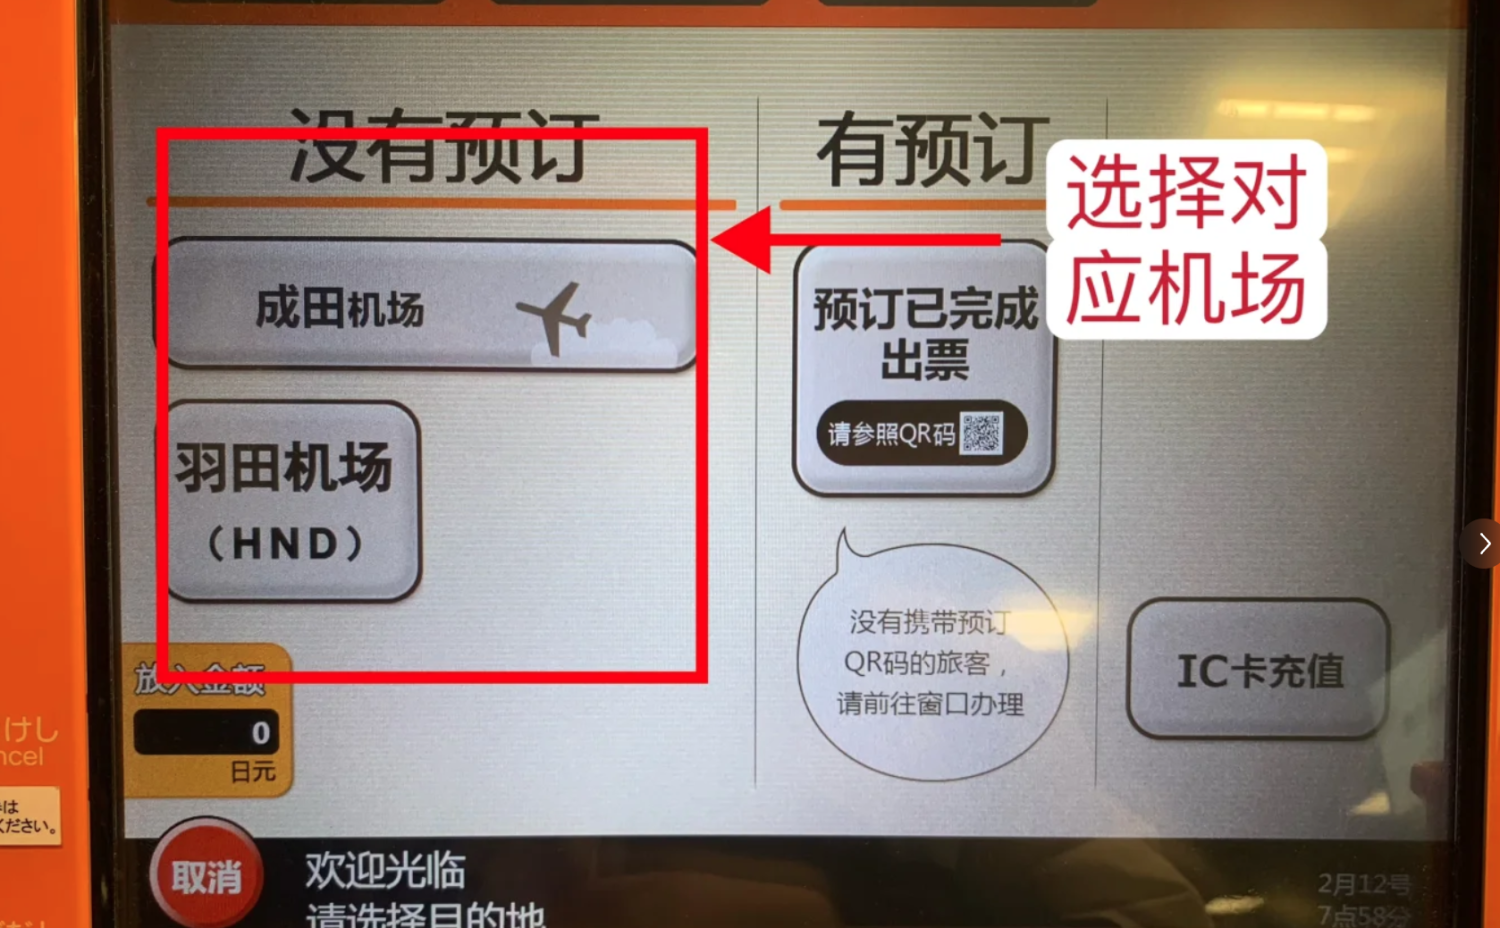 没有预订
有预订
选择对
应机场
成田机场
预订已完成
出票
请参照QR码
羽田机场
（HND）
没有携带预订
QR码的旅客，
请前往窗口办理
IC卡充值
放入金额
0
日元
けし
ncel
は
ください。
取消
欢迎光临
请选择目的地
2月12号
7点58分